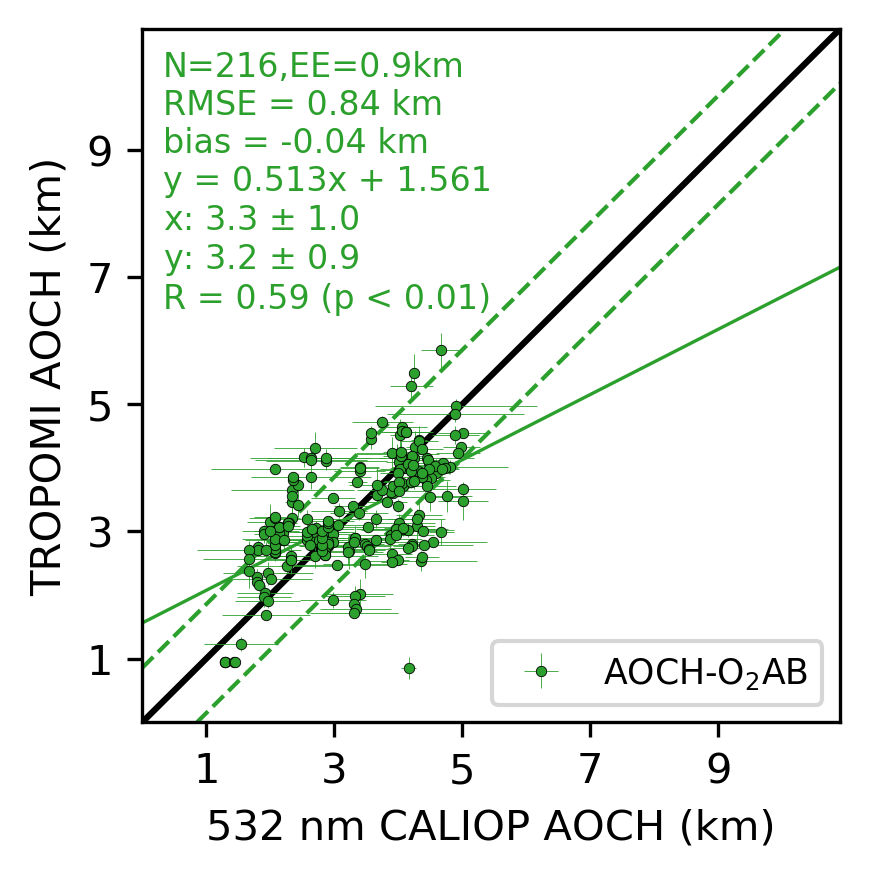 N=216,EE=0.9km
RMSE = 0.84 km
bias = -0.04 km
y = 0.513x + 1.561
x: 3.3 ± 1.0
y: 3.2 ± 0.9
R = 0.59 (p < 0.01)
TROPOMI AOCH (km)
9
7
5
3
1
AOCH-O₂AB
1 3 5 7 9
532 nm CALIOP AOCH (km)